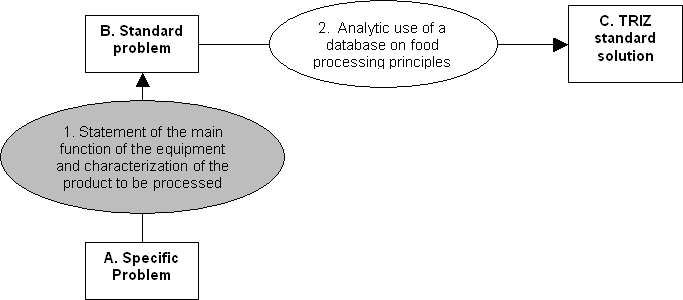 B. Standard
problem
2.  Analytic use of a
database on food
processing principles
C. TRIZ
standard
solution
1. Statement of the main
function of the equipment
and characterization of the
product to be processed
A. Specific
Problem